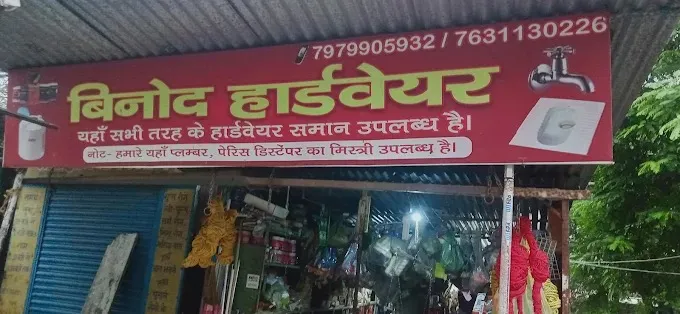 7979905932 / 7631130226
बिनोद हार्डवेयर
यहाँ सभी तरह के हार्डवेयर समान उपलब्ध है।
नोट- हमारे यहाँ प्लम्बर, पेरिस डिस्टेंपर का मिस्त्री उपलब्ध है।